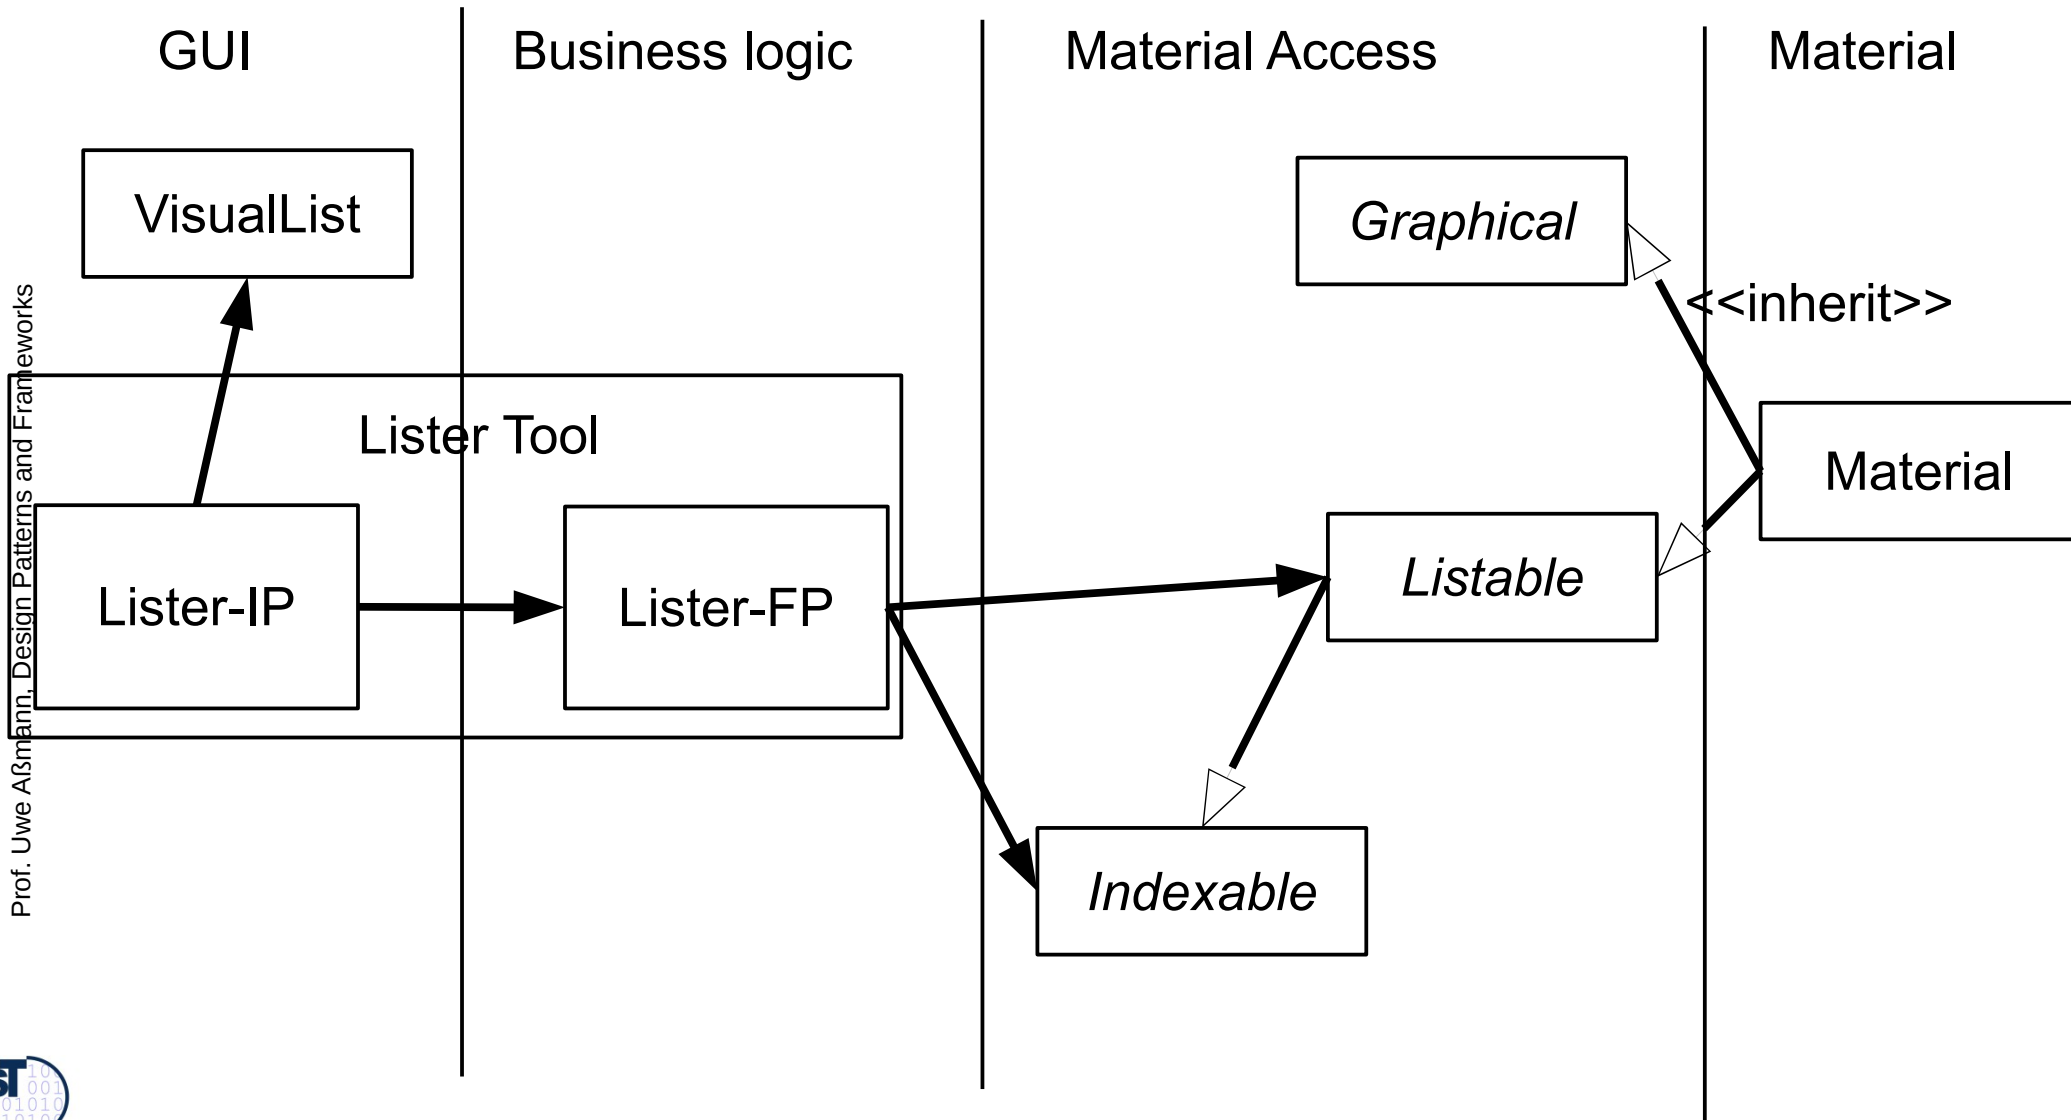 GUI
Business logic
Material Access
Material
VisualList
Graphical
<<inherit>>
Lister Tool
Material
Lister-IP
Lister-FP
Listable
Indexable
Prof. Uwe Aßmann, Design Patterns and Frameworks
ST